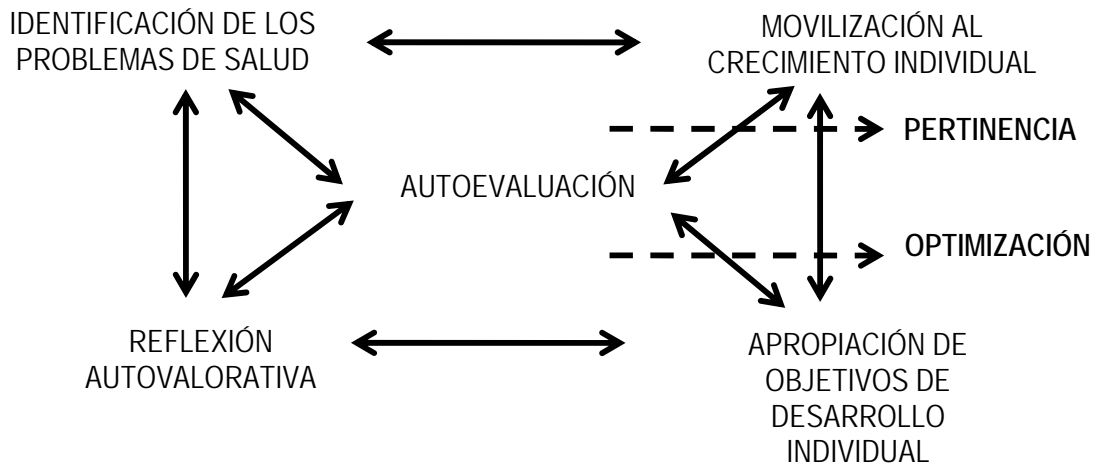 IDENTIFICACIÓN DE LOS
PROBLEMAS DE SALUD
MOVILIZACIÓN AL
CRECIMIENTO INDIVIDUAL
PERTINENCIA
AUTOEVALUACIÓN
OPTIMIZACIÓN
REFLEXIÓN
AUTOVALORATIVA
APROPIACIÓN DE
OBJETIVOS DE
DESARROLLO
INDIVIDUAL